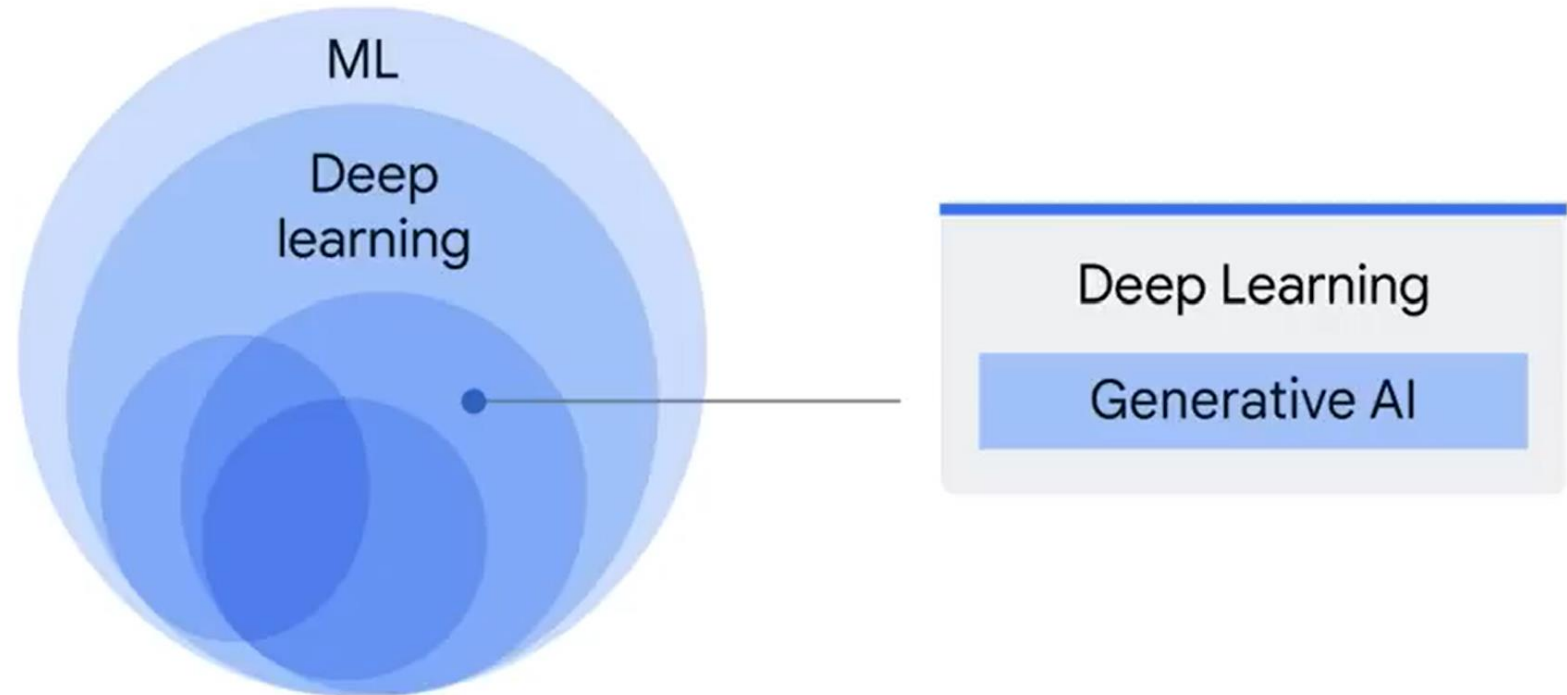 ML
Deep
learning
Deep Learning
Generative AI